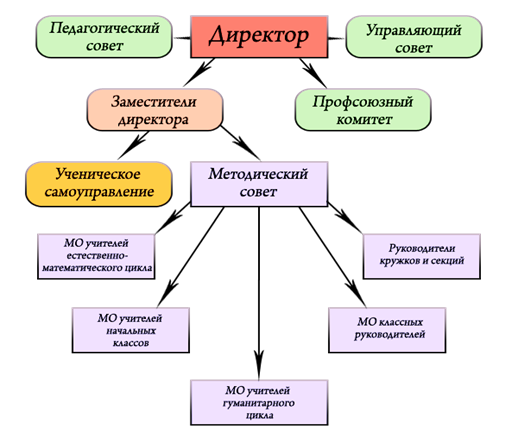 Педагогический
совет
Директор
Управляющий
совет
Заместители
директора
Профсоюзный
комитет
Ученическое
самоуправление
Методический
совет
МО учителей
естественно-
математического цикла
Руководители
кружков и секций
МО учителей
начальных
классов
МО классных
руководителей
МО учителей
гуманитарного
цикла